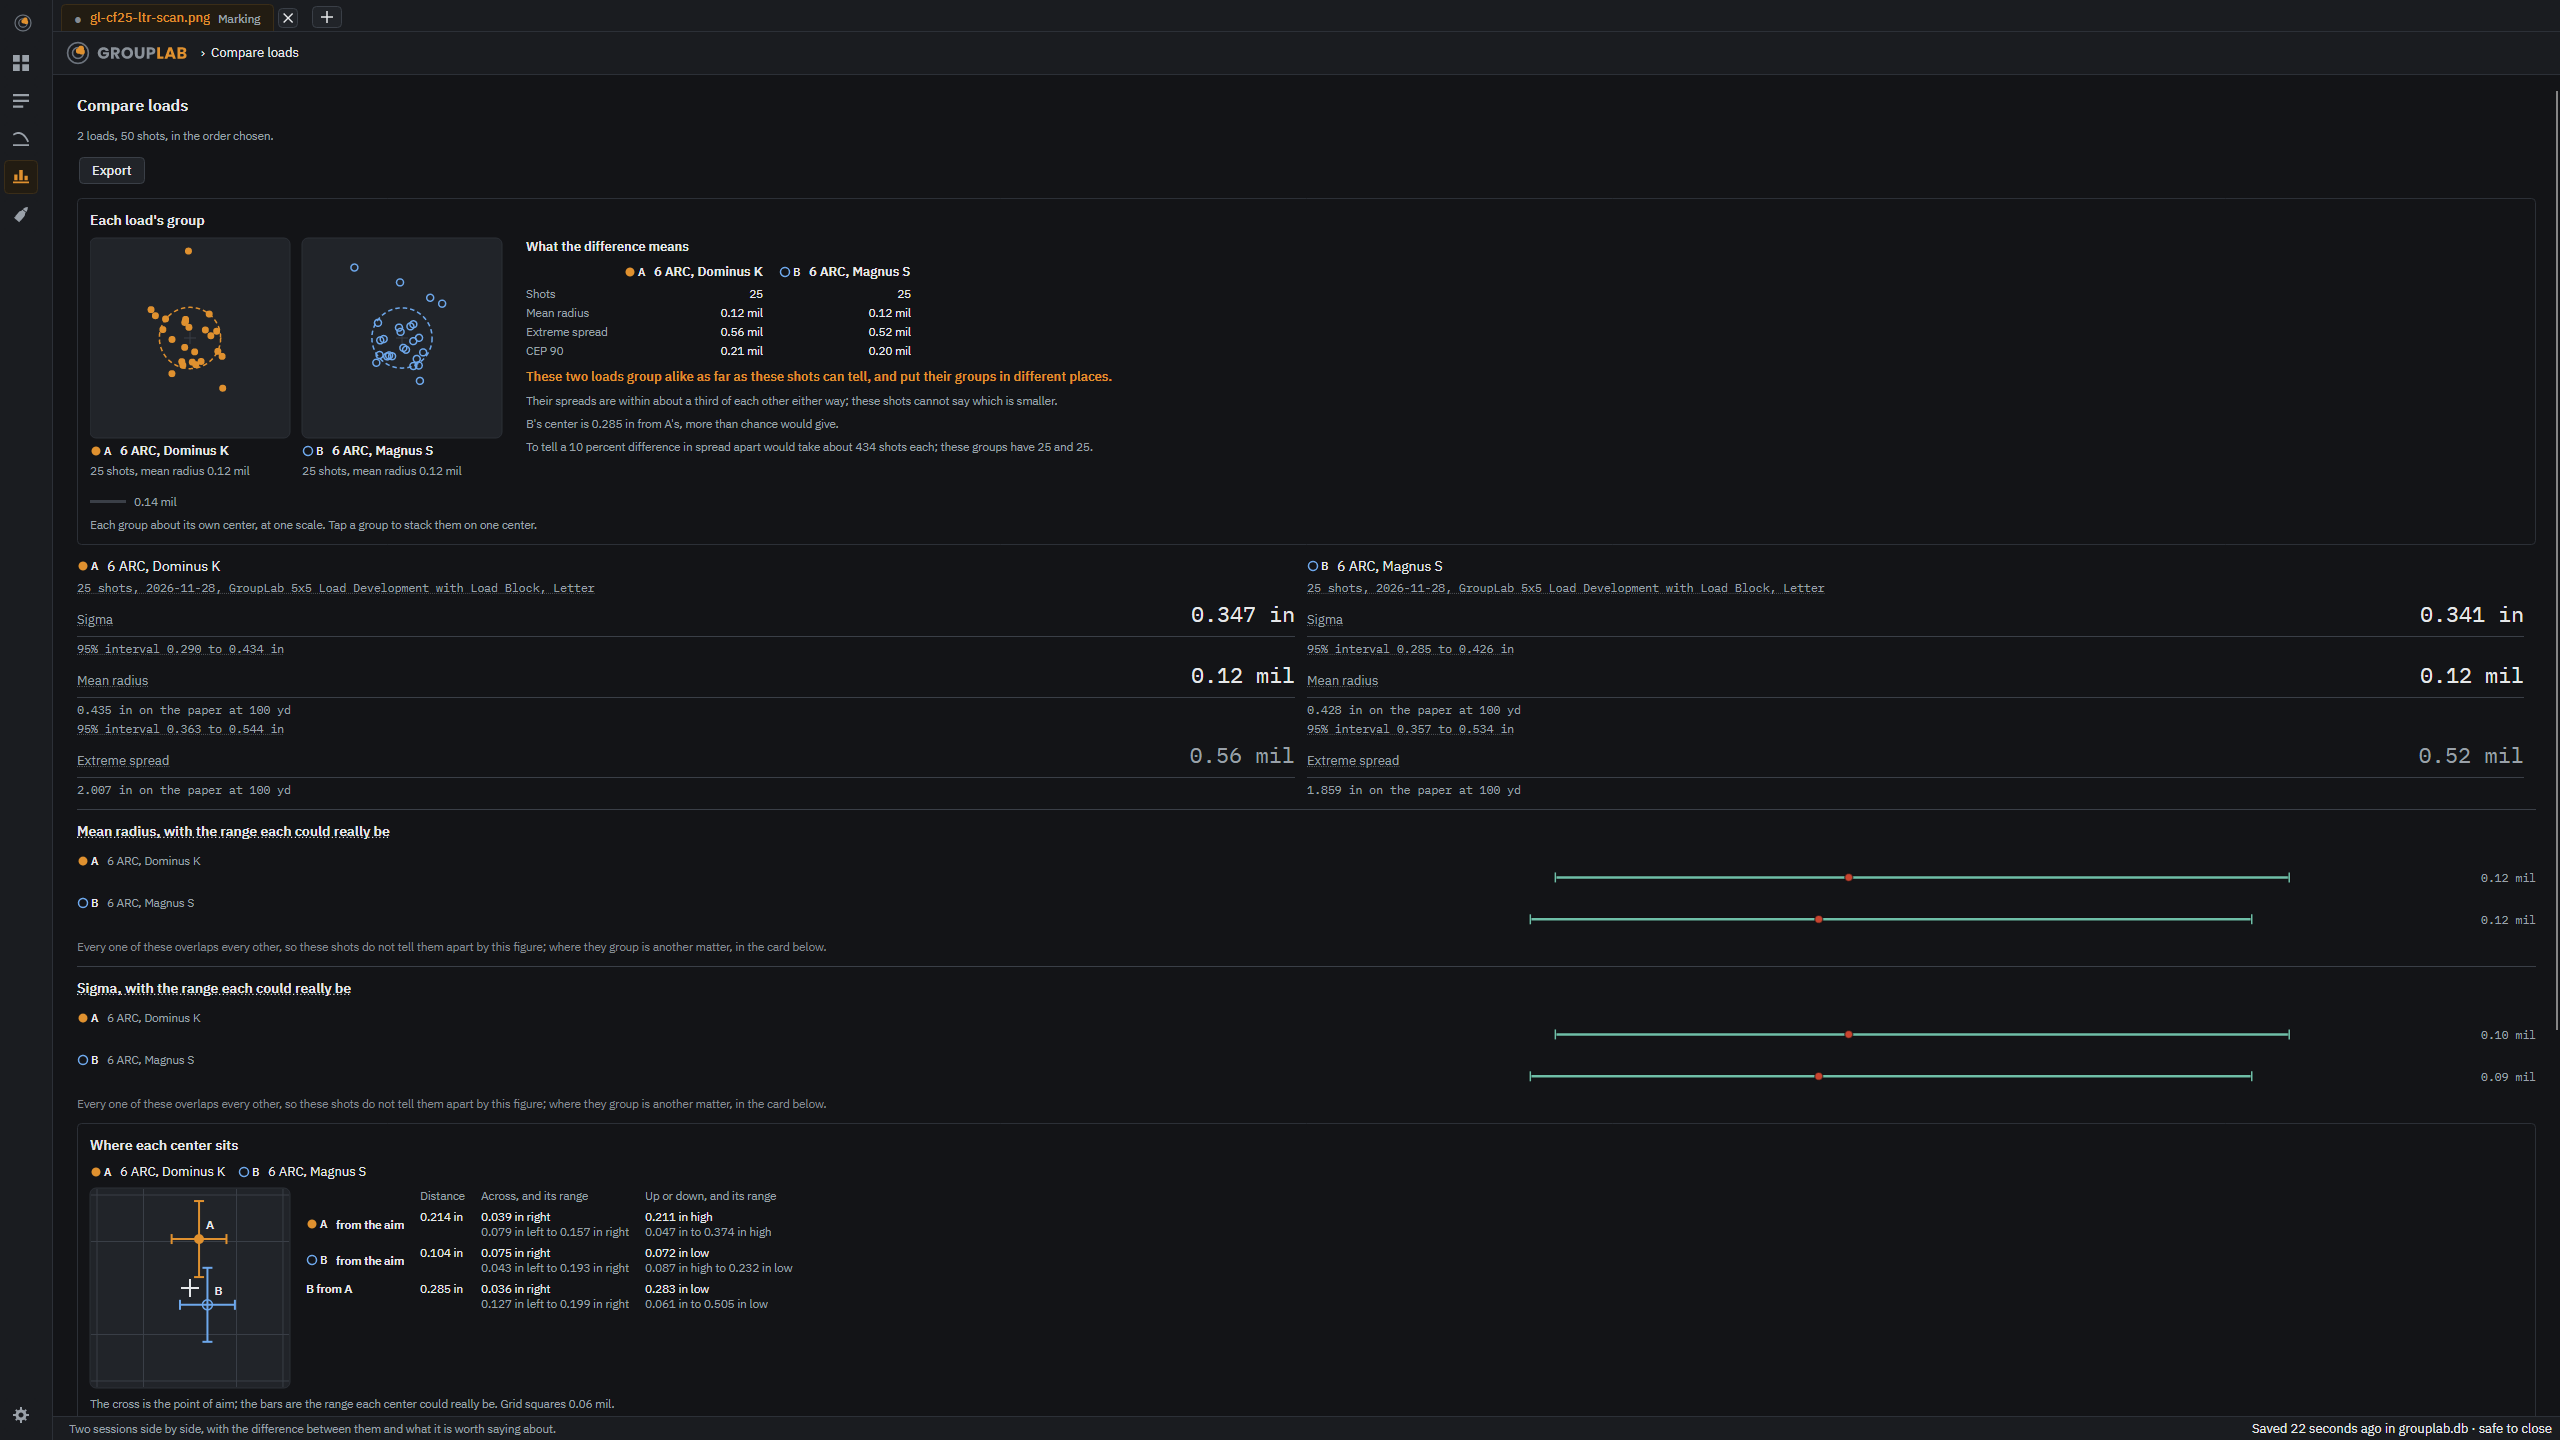 gl-cf25-ltr-scan.png Marking
GROUPLAB › Compare loads
Compare loads
2 loads, 50 shots, in the order chosen.
Export
Each load's group
What the difference means
A 6 ARC, Dominus K B 6 ARC, Magnus S
Shots 25 25
Mean radius 0.12 mil 0.12 mil
Extreme spread 0.56 mil 0.52 mil
CEP 90 0.21 mil 0.20 mil
These two loads group alike as far as these shots can tell, and put their groups in different places.
Their spreads are within about a third of each other either way; these shots cannot say which is smaller.
B's center is 0.285 in from A's, more than chance would give.
To tell a 10 percent difference in spread apart would take about 434 shots each; these groups have 25 and 25.
A 6 ARC, Dominus K
25 shots, mean radius 0.12 mil
B 6 ARC, Magnus S
25 shots, mean radius 0.12 mil
0.14 mil
Each group about its own center, at one scale. Tap a group to stack them on one center.
A 6 ARC, Dominus K
25 shots, 2026-11-28, GroupLab 5x5 Load Development with Load Block, Letter
Sigma 0.347 in
95% interval 0.290 to 0.434 in
Mean radius 0.12 mil
0.435 in on the paper at 100 yd
95% interval 0.363 to 0.544 in
Extreme spread 0.56 mil
2.007 in on the paper at 100 yd
B 6 ARC, Magnus S
25 shots, 2026-11-28, GroupLab 5x5 Load Development with Load Block, Letter
Sigma 0.341 in
95% interval 0.285 to 0.426 in
Mean radius 0.12 mil
0.428 in on the paper at 100 yd
95% interval 0.357 to 0.534 in
Extreme spread 0.52 mil
1.859 in on the paper at 100 yd
Mean radius, with the range each could really be
A 6 ARC, Dominus K 0.12 mil
B 6 ARC, Magnus S 0.12 mil
Every one of these overlaps every other, so these shots do not tell them apart by this figure; where they group is another matter, in the card below.
Sigma, with the range each could really be
A 6 ARC, Dominus K 0.10 mil
B 6 ARC, Magnus S 0.09 mil
Every one of these overlaps every other, so these shots do not tell them apart by this figure; where they group is another matter, in the card below.
Where each center sits
A 6 ARC, Dominus K B 6 ARC, Magnus S
A
B
Distance Across, and its range Up or down, and its range
A from the aim 0.214 in 0.039 in right 0.211 in high
0.079 in left to 0.157 in right 0.047 in to 0.374 in high
B from the aim 0.104 in 0.075 in right 0.072 in low
0.043 in left to 0.193 in right 0.087 in high to 0.232 in low
B from A 0.285 in 0.036 in right 0.283 in low
0.127 in left to 0.199 in right 0.061 in to 0.505 in low
The cross is the point of aim; the bars are the range each center could really be. Grid squares 0.06 mil.
Two sessions side by side, with the difference between them and what it is worth saying about.
Saved 22 seconds ago in grouplab.db · safe to close